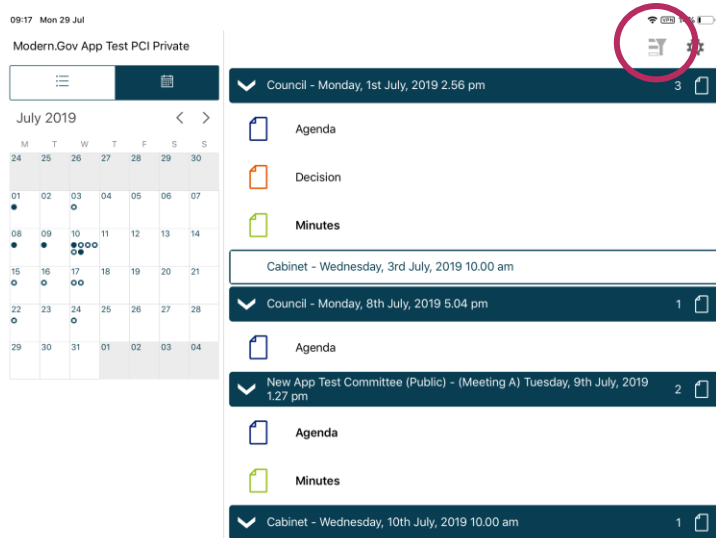 09:17 Mon 29 Jul
VPN
Modern.Gov App Test PCI Private
July 2019
M T W T F S S
24 25 26 27 28 29 30
01 02 03 04 05 06 07
08 09 10 11 12 13 14
15 16 17 18 19 20 21
22 23 24 25 26 27 28
29 30 31 01 02 03 04
Council - Monday, 1st July, 2019 2.56 pm 3
Agenda
Decision
Minutes
Cabinet - Wednesday, 3rd July, 2019 10.00 am
Council - Monday, 8th July, 2019 5.04 pm 1
Agenda
New App Test Committee (Public) - (Meeting A) Tuesday, 9th July, 2019
1.27 pm 2
Agenda
Minutes
Cabinet - Wednesday, 10th July, 2019 10.00 am 1